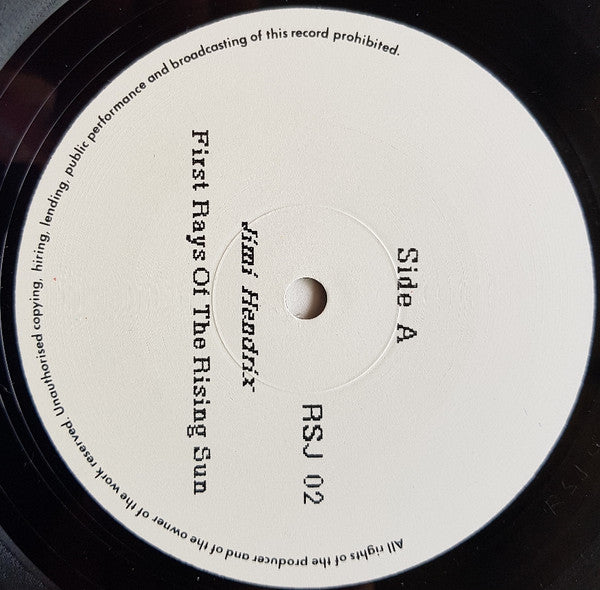 Side A
RSJ 02
Jimi Hendrix
First Rays Of The Rising Sun
All rights of the producer and of the owner of the work reserved. Unauthorised copying, hiring, lending, public performance and broadcasting of this record prohibited.